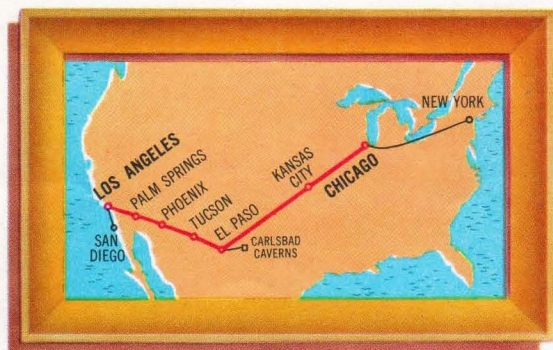 NEW YORK
LOS ANGELES
PALM SPRINGS
PHOENIX
TUCSON
EL PASO
KANSAS
CITY
CHICAGO
SAN
DIEGO
CARLSBAD
CAVERNS